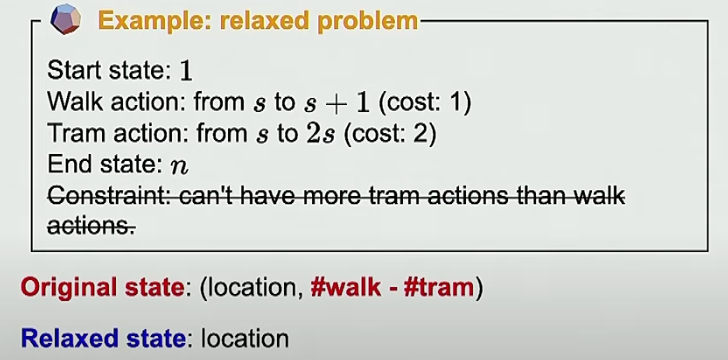 Example: relaxed problem
Start state: 1
Walk action: from s to s + 1 (cost: 1)
Tram action: from s to 2s (cost: 2)
End state: n
Constraint: can't have more tram actions than walk
actions.
Original state: (location, #walk - #tram)
Relaxed state: location